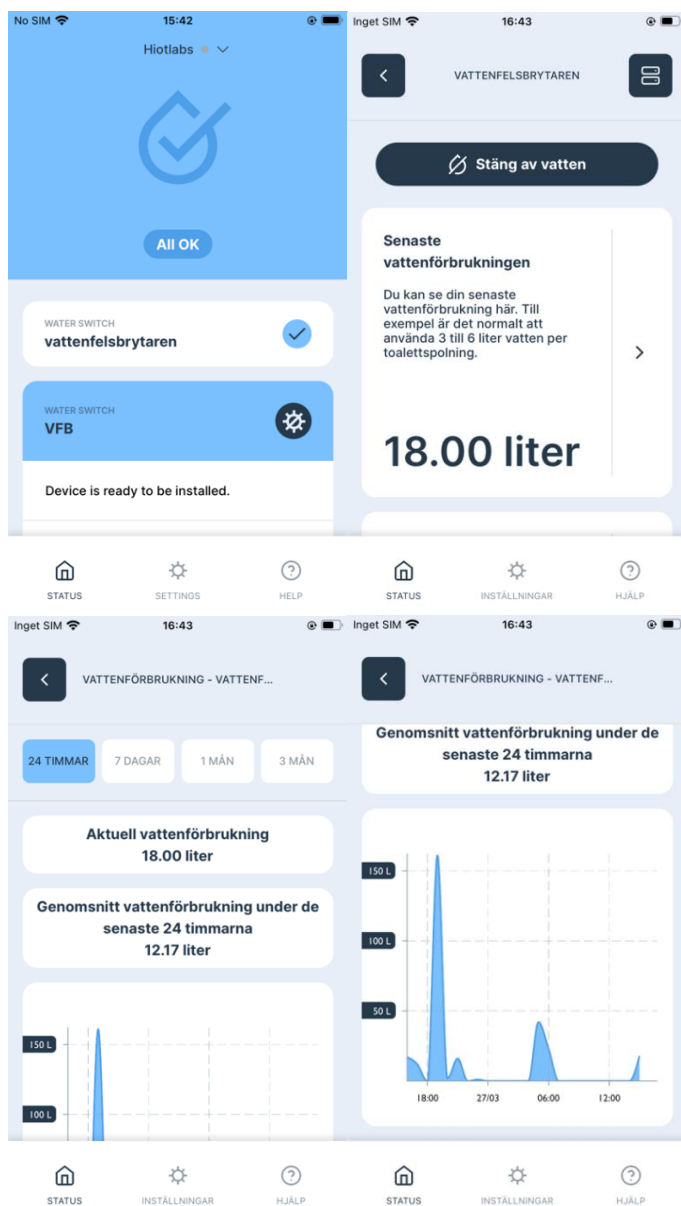 No SIM 15:42
Hiotlabs
All OK
WATER SWITCH
vattenfelsbrytaren
WATER SWITCH
VFB
Device is ready to be installed.
STATUS SETTINGS HELP
Inget SIM 16:43
VATTENFELSBRYTAREN
Stäng av vatten
Senaste
vattenförbrukningen
Du kan se din senaste
vattenförbrukning här. Till
exempel är det normalt att
använda 3 till 6 liter vatten per
toalettspolning.
18.00 liter
STATUS INSTÄLLNINGAR HJÄLP
Inget SIM 16:43
VATTENFÖRBRUKNING - VATTENF...
24 TIMMAR 7 DAGAR 1 MÅN 3 MÅN
Aktuell vattenförbrukning
18.00 liter
Genomsnitt vattenförbrukning under de
senaste 24 timmarna
12.17 liter
150 L
100 L
STATUS INSTÄLLNINGAR HJÄLP
Inget SIM 16:43
VATTENFÖRBRUKNING - VATTENF...
Genomsnitt vattenförbrukning under de
senaste 24 timmarna
12.17 liter
150 L
100 L
50 L
18:00 27/03 06:00 12:00
STATUS INSTÄLLNINGAR HJÄLP